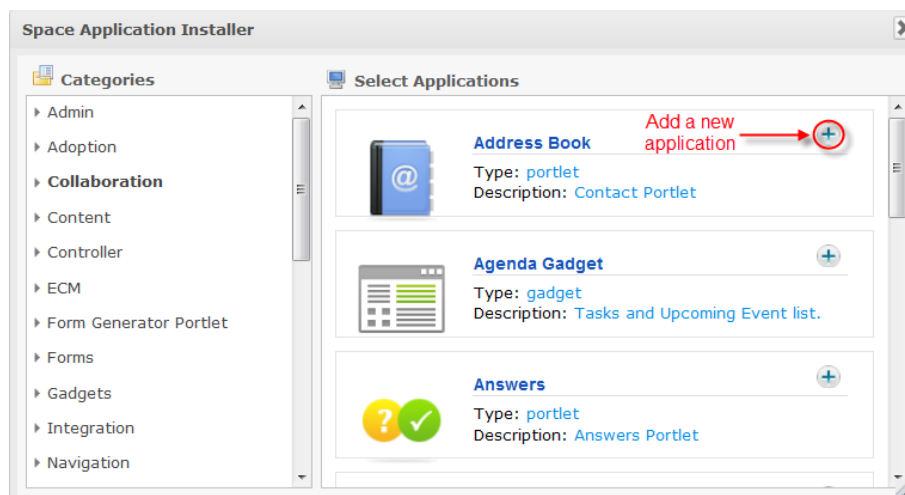 Space Application Installer
Categories
Admin
Adoption
Collaboration
Content
Controller
ECM
Form Generator Portlet
Forms
Gadgets
Integration
Navigation
Select Applications
Address Book
Add a new
application
Type: portlet
Description: Contact Portlet
Agenda Gadget
Type: gadget
Description: Tasks and Upcoming Event list.
Answers
Type: portlet
Description: Answers Portlet